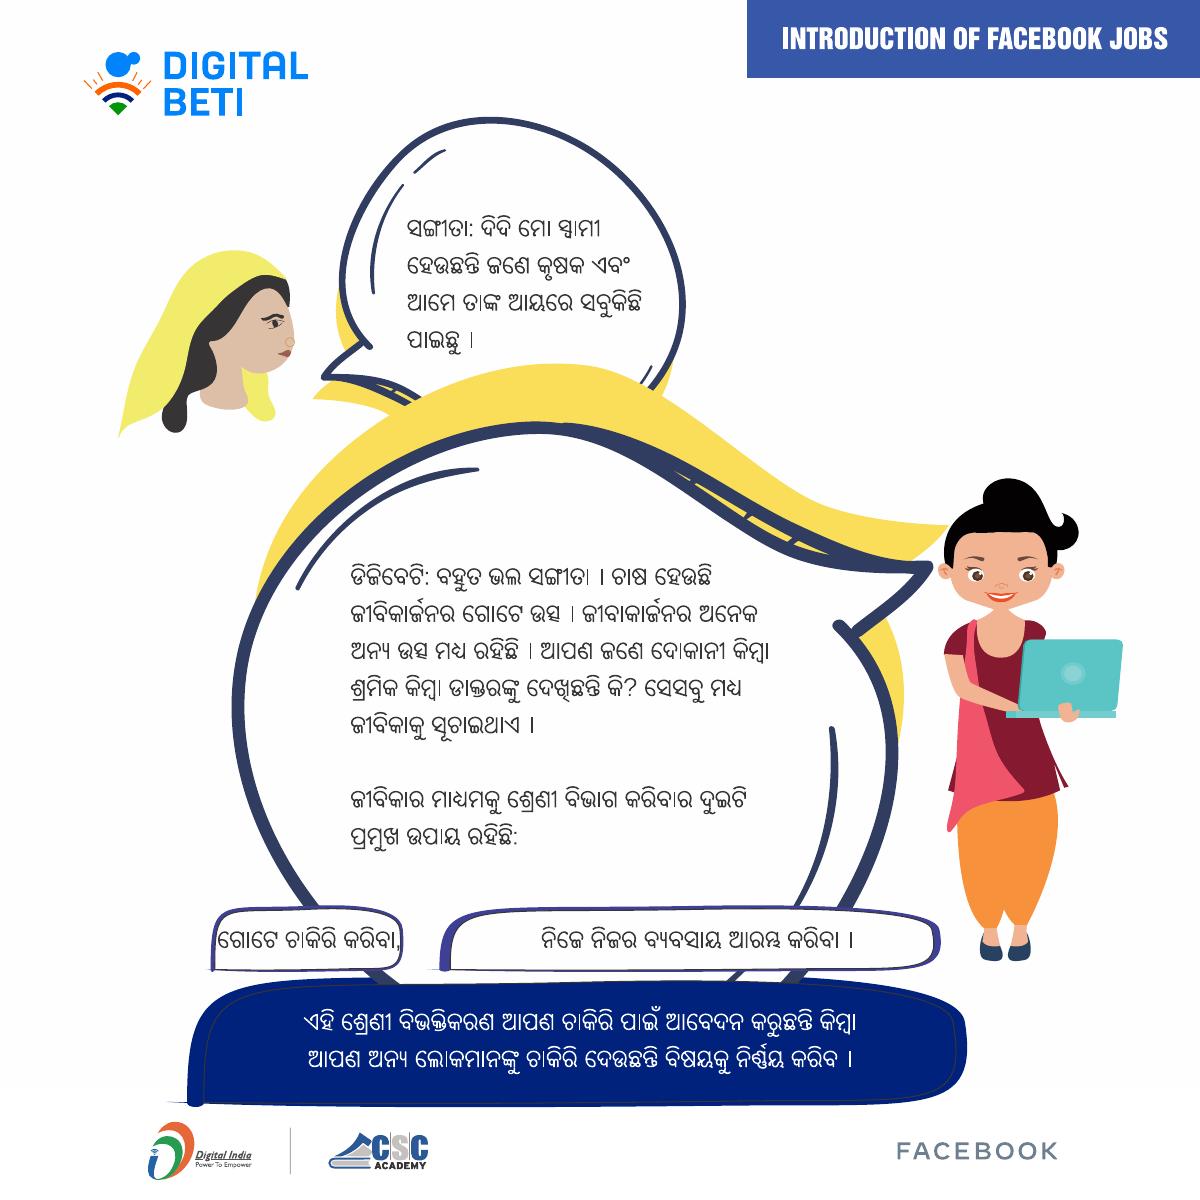 INTRODUCTION OF FACEBOOK JOBS
DIGITAL
BETI
ସଙ୍ଗୀତା: ଦିଦି ମୋ ସ୍ୱାମୀ
ହେଉଛନ୍ତି ଜଣେ କୃଷକ ଏବଂ
ଆମେ ତାଙ୍କ ଆୟରେ ସବୁକିଛି
ପାଇଛୁ ।
ଡିଜିବେଟି: ବହୁତ ଭଲ ସଙ୍ଗୀତା । ଚାଷ ହେଉଛି
ଜୀବିକାର୍ଜନର ଗୋଟେ ଉତ୍ସ । ଜୀବାକାର୍ଜନର ଅନେକ
ଅନ୍ୟ ଉତ୍ସ ମଧ୍ୟ ରହିଛି । ଆପଣ ଜଣେ ଦୋକାନୀ କିମ୍ବା
ଶ୍ରମିକ କିମ୍ବା ଡାକ୍ତରଙ୍କୁ ଦେଖିଛନ୍ତି କି? ସେସବୁ ମଧ୍ୟ
ଜୀବିକାକୁ ସୂଚାଇଥାଏ ।
ଜୀବିକାର ମାଧ୍ୟମକୁ ଶ୍ରେଣୀ ବିଭାଗ କରିବାର ଦୁଇଟି
ପ୍ରମୁଖ ଉପାୟ ରହିଛି:
ଗୋଟେ ଚାକିରି କରିବା,
ନିଜେ ନିଜର ବ୍ୟବସାୟ ଆରମ୍ଭ କରିବା ।
ଏହି ଶ୍ରେଣୀ ବିଭକ୍ତିକରଣ ଆପଣ ଚାକିରି ପାଇଁ ଆବେଦନ କରୁଛନ୍ତି କିମ୍ବା
ଆପଣ ଅନ୍ୟ ଲୋକମାନଙ୍କୁ ଚାକିରି ଦେଉଛନ୍ତି ବିଷୟକୁ ନିର୍ଣ୍ଣୟ କରିବ ।
Digital India
Power To Empower
CSC
ACADEMY
FACEBOOK